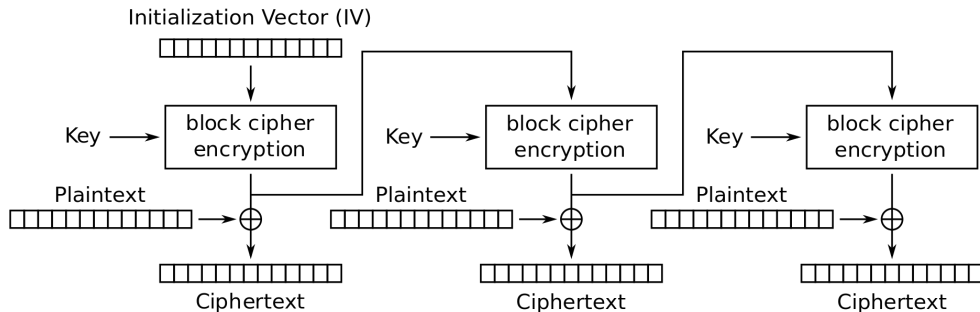 Initialization Vector (IV)
Key
block cipher
encryption
Key
block cipher
encryption
Key
block cipher
encryption
Plaintext
Plaintext
Plaintext
Ciphertext
Ciphertext
Ciphertext